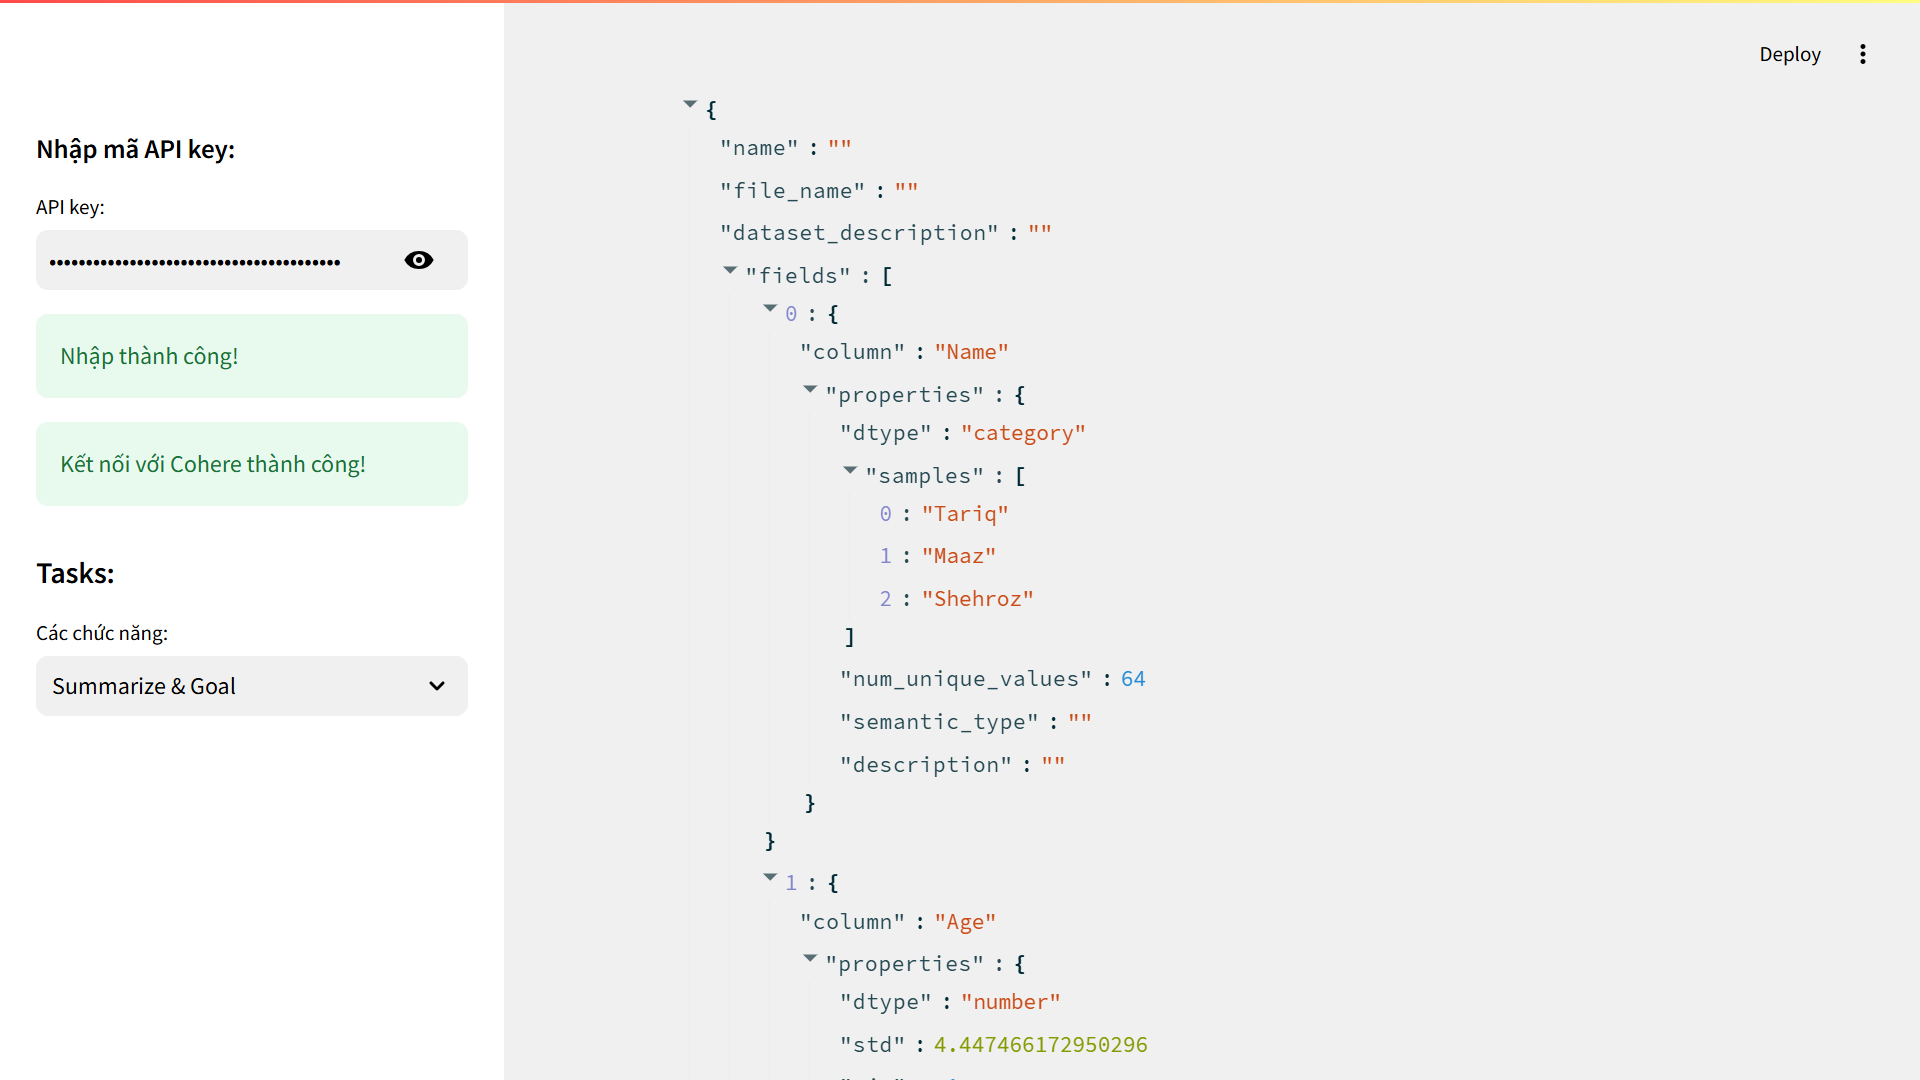 Deploy
Nhập mã API key:
API key:
••••••••••••••••••••••••••••••••••••••••
Nhập thành công!
Kết nối với Cohere thành công!
Tasks:
Các chức năng:
Summarize & Goal
{
"name" : ""
"file_name" : ""
"dataset_description" : ""
"fields" : [
0 : {
"column" : "Name"
"properties" : {
"dtype" : "category"
"samples" : [
0 : "Tariq"
1 : "Maaz"
2 : "Shehroz"
]
"num_unique_values" : 64
"semantic_type" : ""
"description" : ""
}
}
1 : {
"column" : "Age"
"properties" : {
"dtype" : "number"
"std" : 4.447466172950296